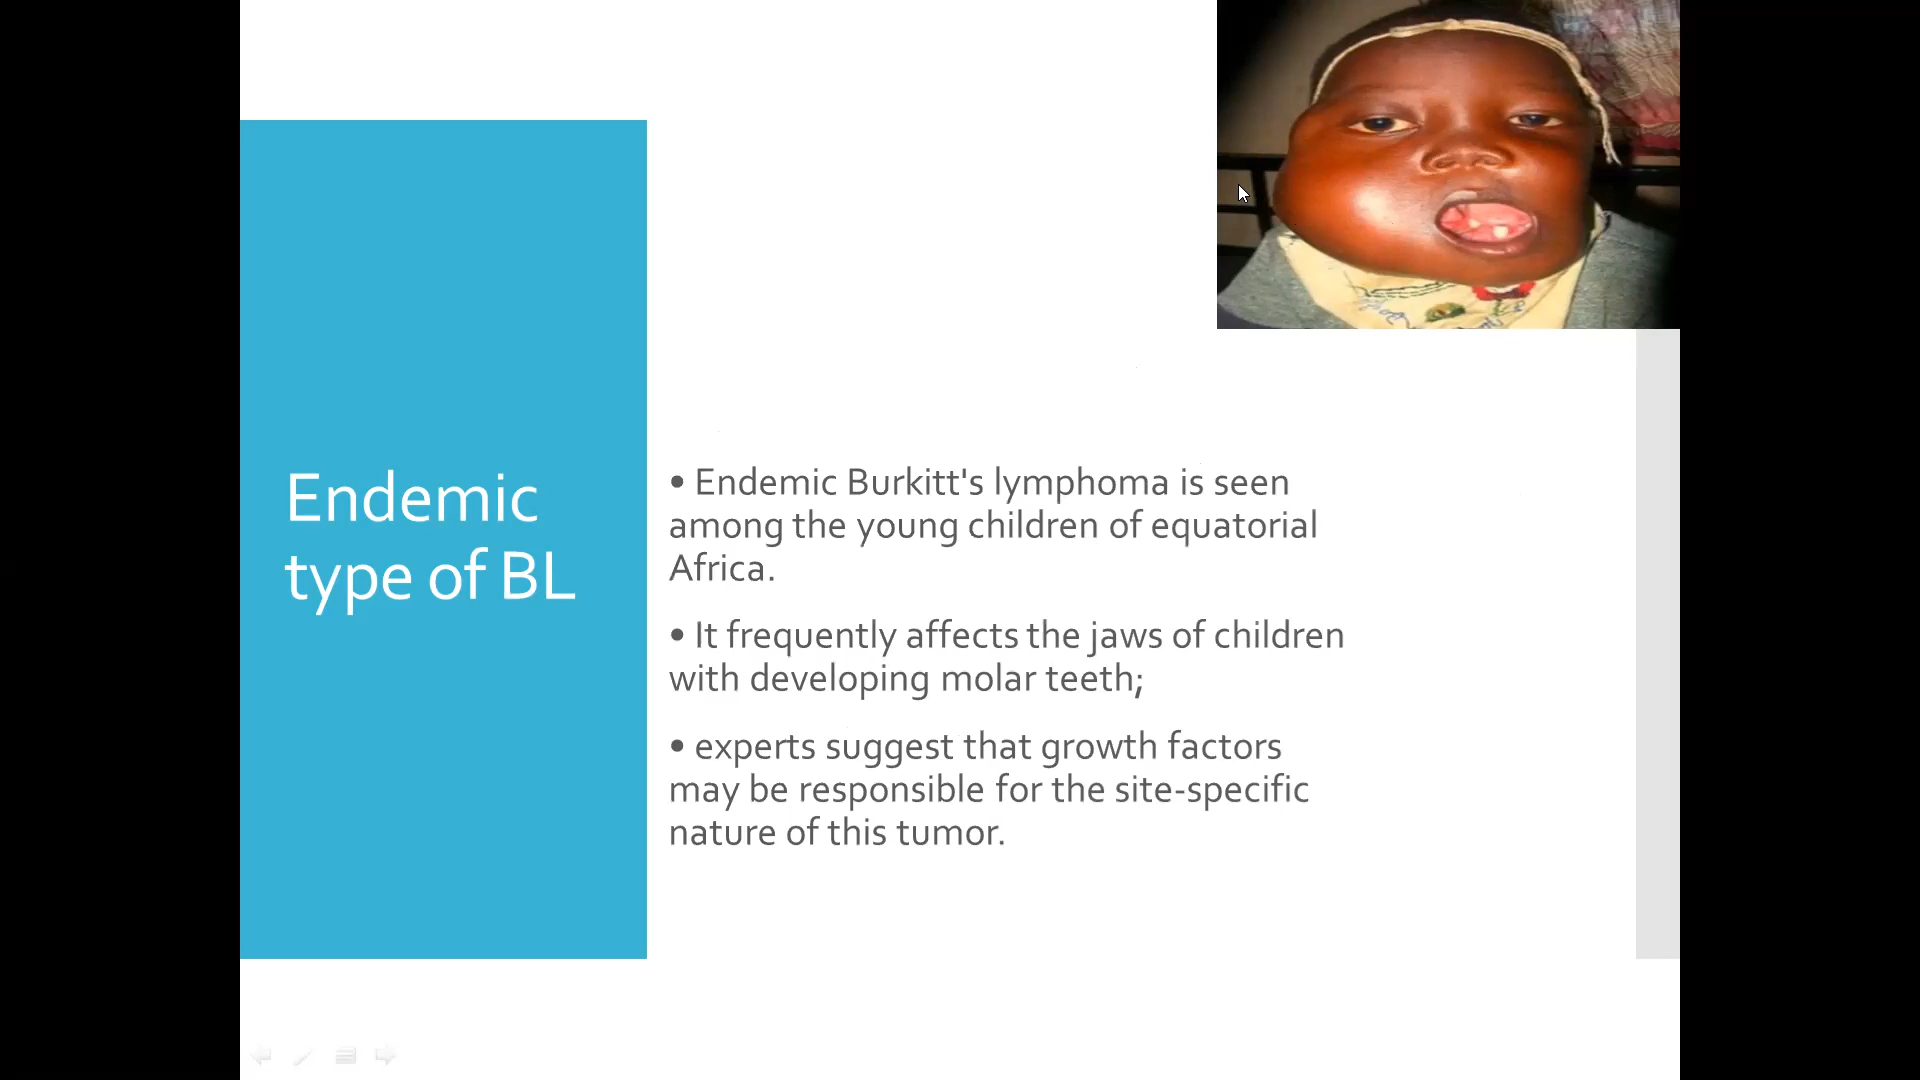 Endemic
type of BL
• Endemic Burkitt's lymphoma is seen
among the young children of equatorial
Africa.
• It frequently affects the jaws of children
with developing molar teeth;
• experts suggest that growth factors
may be responsible for the site-specific
nature of this tumor.